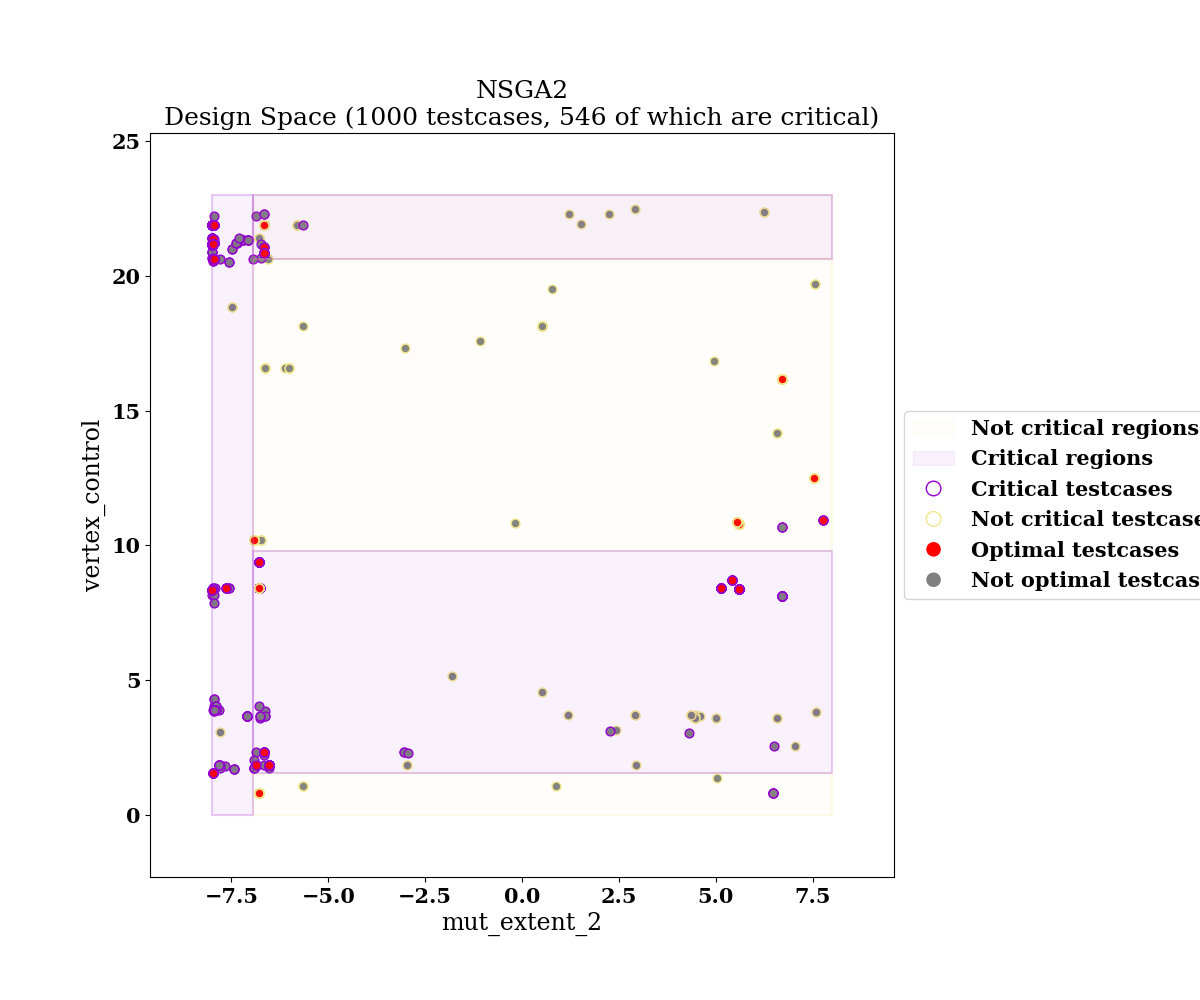 NSGA2
Design Space (1000 testcases, 546 of which are critical)
25
20
15
10
5
0
vertex_control
−7.5
−5.0
−2.5
0.0
2.5
5.0
7.5
mut_extent_2
Not critical regions
Critical regions
Critical testcases
Not critical testcase
Optimal testcases
Not optimal testcas